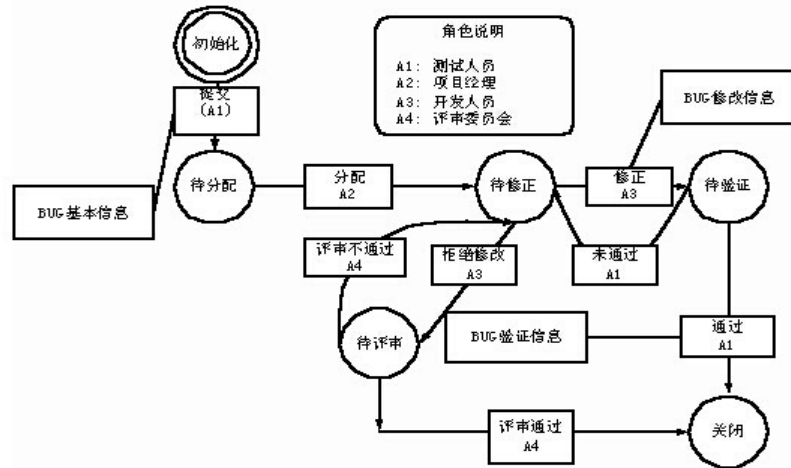 初始化
角色说明
A1: 测试人员
A2: 项目经理
A3: 开发人员
A4: 评审委员会
提交
(A1)
BUG修改信息
待分配
分配
A2
待修正
修正
A3
待验证
BUG基本信息
评审不通过
A4
拒绝修改
A3
未通过
A1
待评审
BUG验证信息
通过
A1
评审通过
A4
关闭